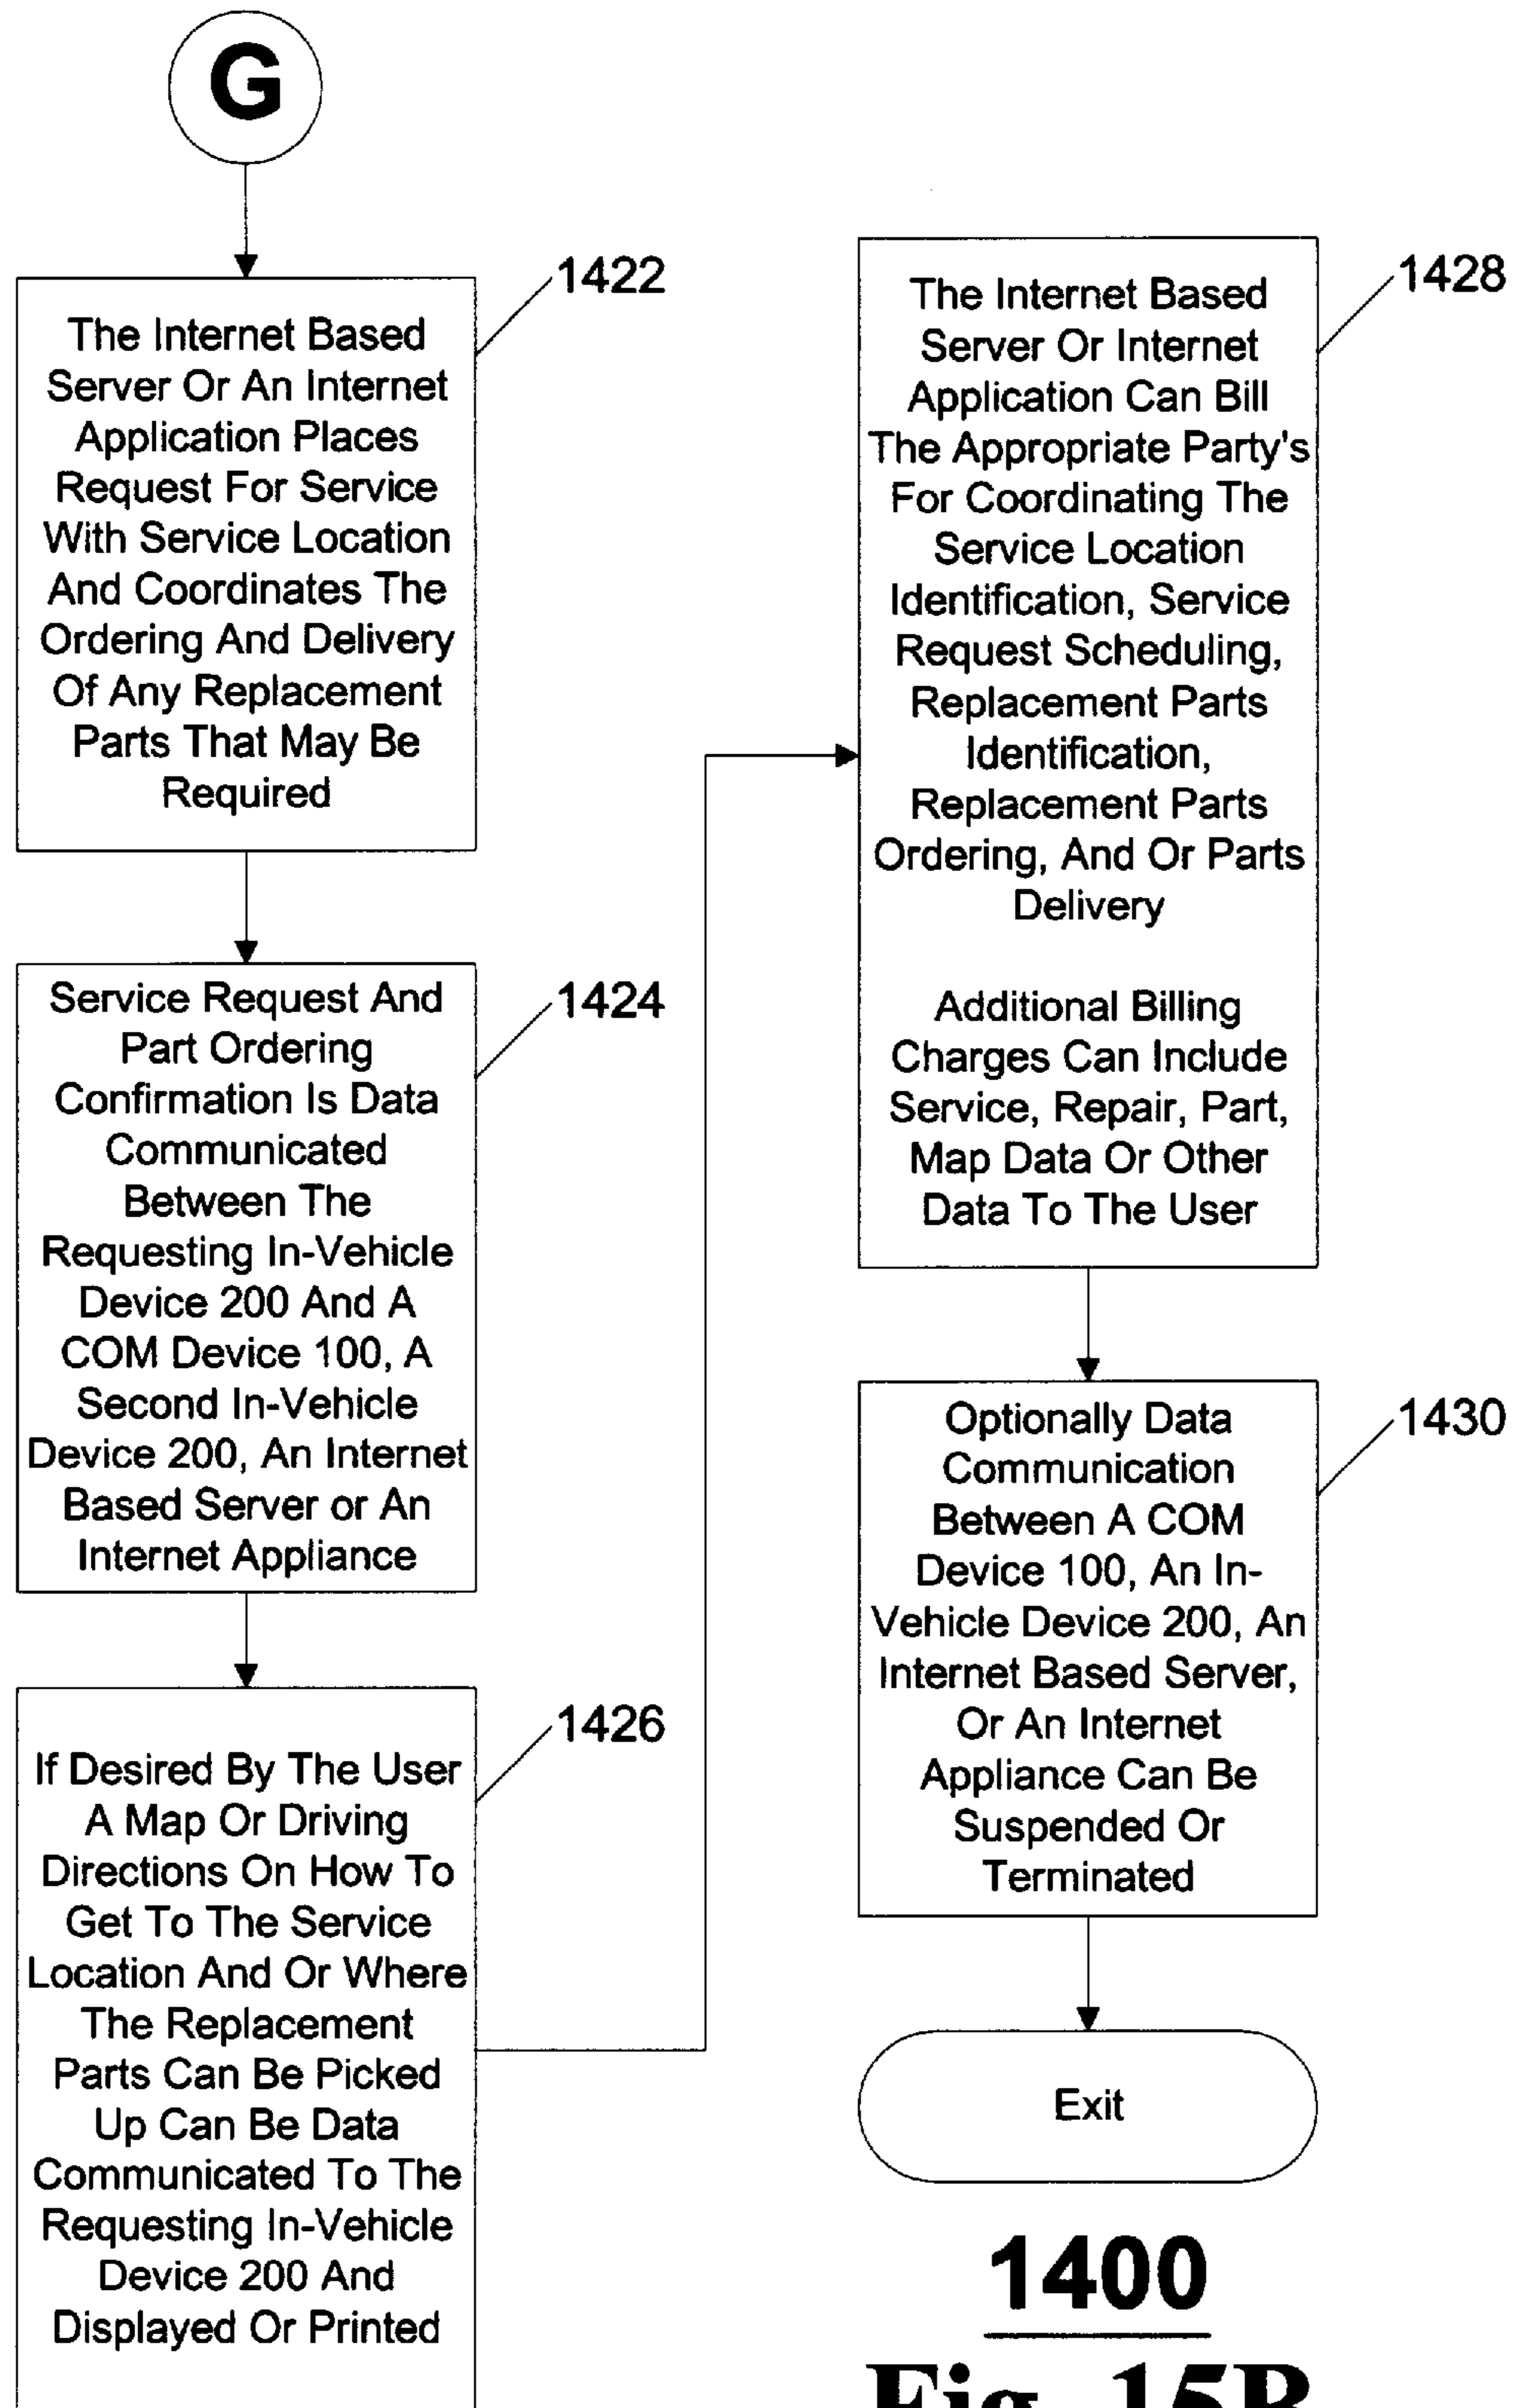 G
1422
The Internet Based
Server Or An Internet
Application Places
Request For Service
With Service Location
And Coordinates The
Ordering And Delivery
Of Any Replacement
Parts That May Be
Required
1424
Service Request And
Part Ordering
Confirmation Is Data
Communicated
Between The
Requesting In-Vehicle
Device 200 And A
COM Device 100, A
Second In-Vehicle
Device 200, An Internet
Based Server or An
Internet Appliance
1426
If Desired By The User
A Map Or Driving
Directions On How To
Get To The Service
Location And Or Where
The Replacement
Parts Can Be Picked
Up Can Be Data
Communicated To The
Requesting In-Vehicle
Device 200 And
Displayed Or Printed
1428
The Internet Based
Server Or Internet
Application Can Bill
The Appropriate Party's
For Coordinating The
Service Location
Identification, Service
Request Scheduling,
Replacement Parts
Identification,
Replacement Parts
Ordering, And Or Parts
Delivery
Additional Billing
Charges Can Include
Service, Repair, Part,
Map Data Or Other
Data To The User
1430
Optionally Data
Communication
Between A COM
Device 100, An In-
Vehicle Device 200, An
Internet Based Server,
Or An Internet
Appliance Can Be
Suspended Or
Terminated
Exit
1400
Fig. 15B